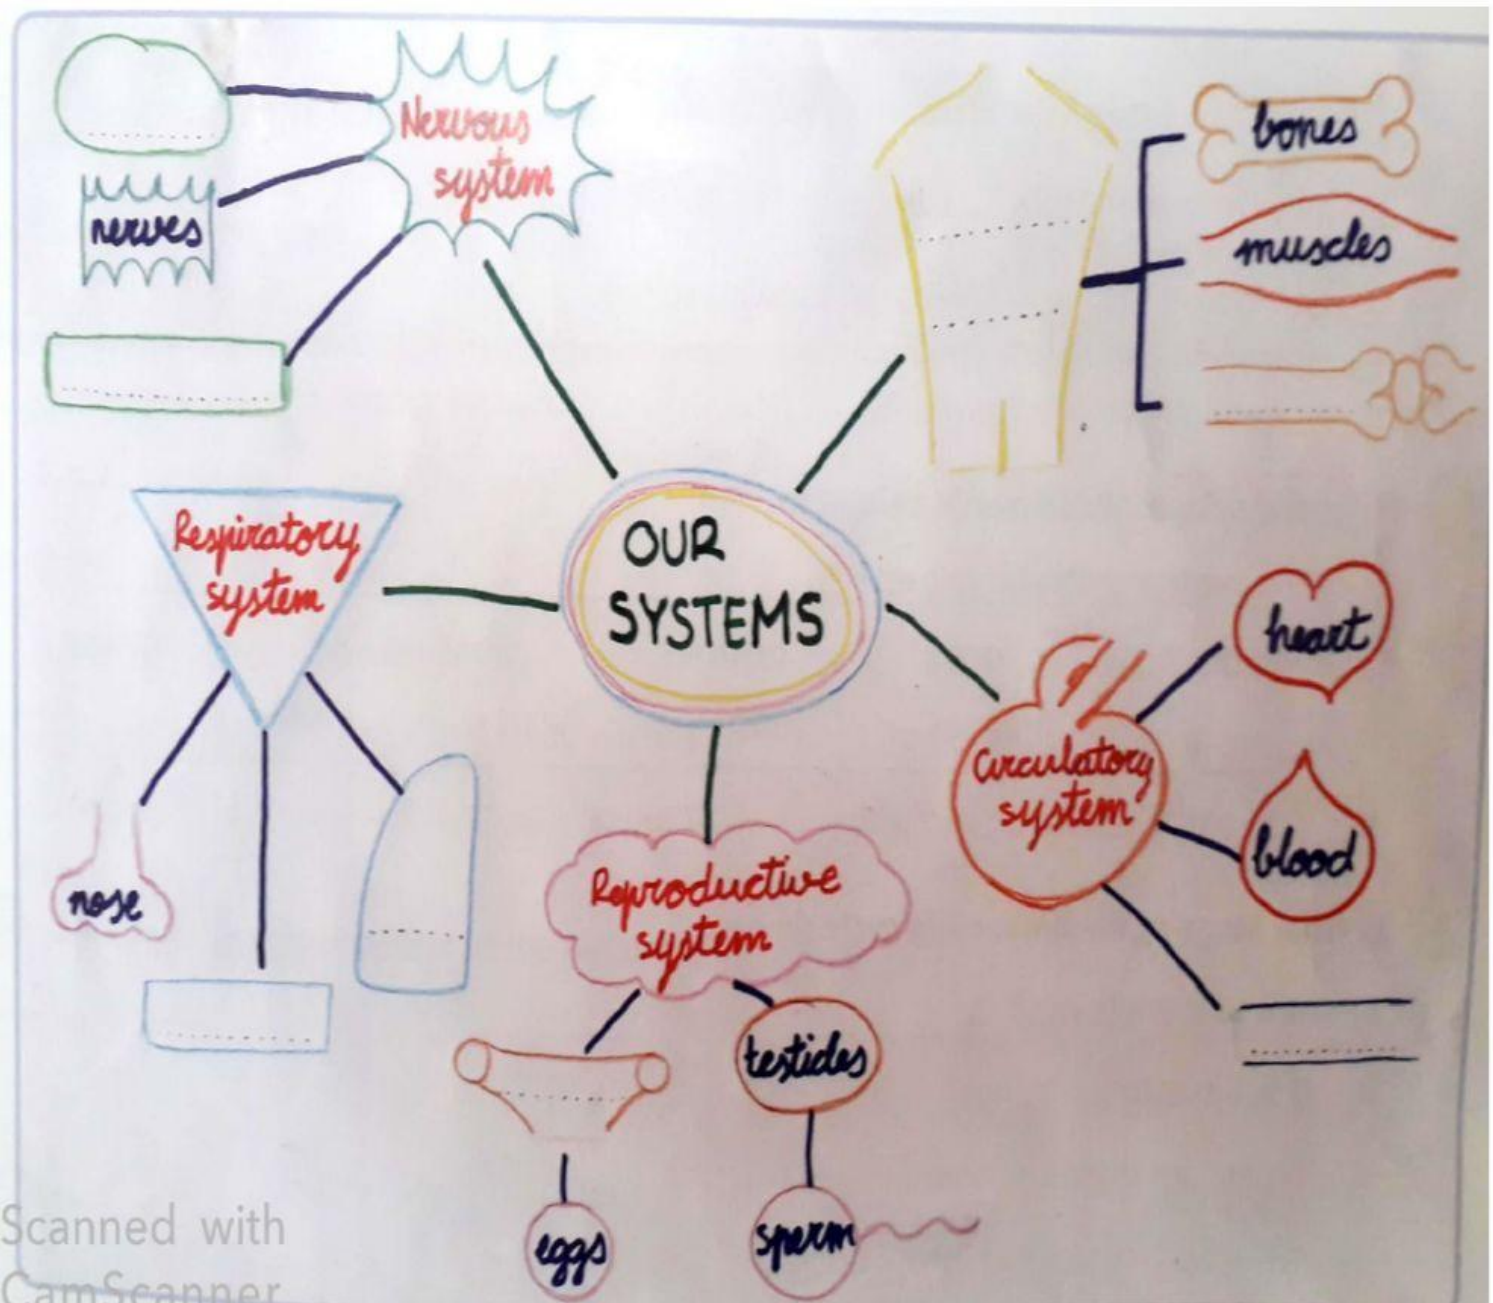 Nervous
system
nerves
bones
muscles
Respiratory
system
OUR
SYSTEMS
heart
Circulatory
system
blood
nose
Reproductive
system
testicles
eggs
sperm
Scanned with
CamScanner